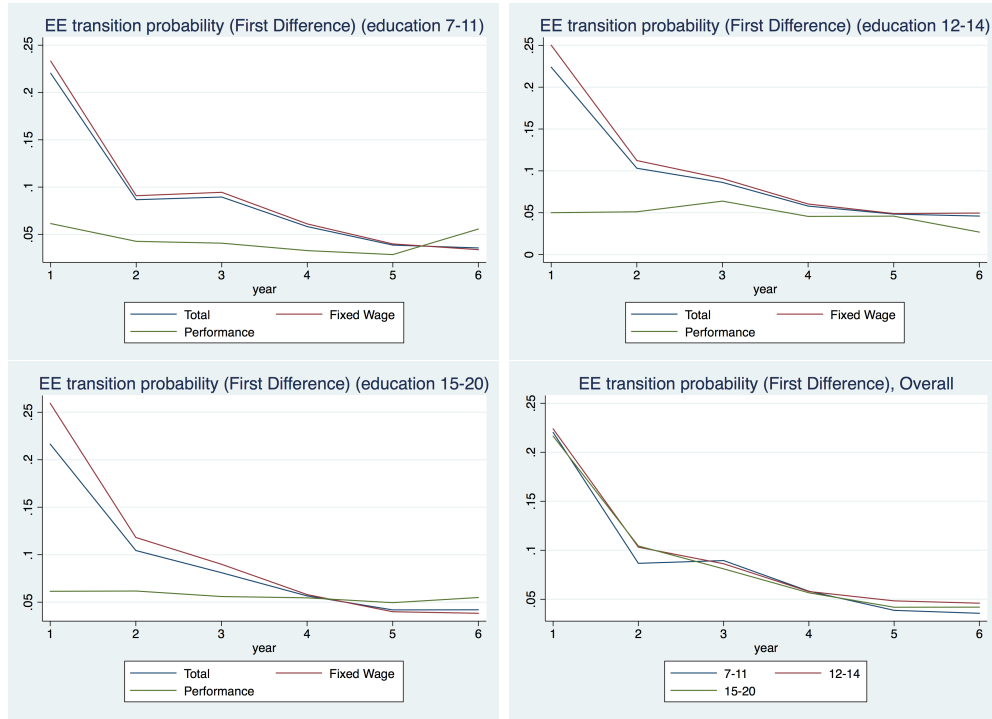 EE transition probability (First Difference) (education 7-11)
.25
.2
.15
.1
.05
1 2 3 4 5 6
year
Total Fixed Wage
Performance
EE transition probability (First Difference) (education 12-14)
.25
.2
.15
.1
.05
0
1 2 3 4 5 6
year
Total Fixed Wage
Performance
EE transition probability (First Difference) (education 15-20)
.25
.2
.15
.1
.05
1 2 3 4 5 6
year
Total Fixed Wage
Performance
EE transition probability (First Difference), Overall
.25
.2
.15
.1
.05
1 2 3 4 5 6
year
7-11 12-14
15-20